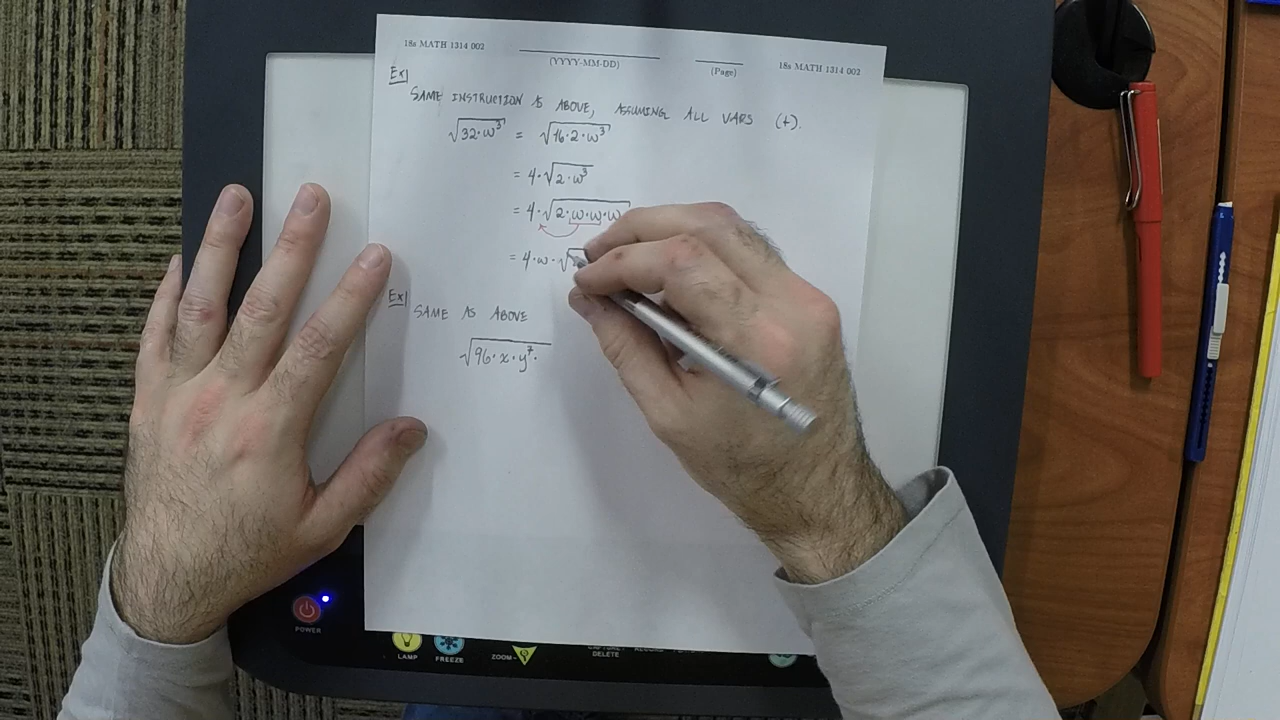 18s MATH 1314 002 (YYYY-MM-DD) (Page) 18s MATH 1314 002
Ex
SAME INSTRUCTION AS ABOVE, ASSUMING ALL VARS (+).
√32·w³ = √16·2·w³
= 4·√2·w³
= 4·√2·w·w·w
= 4·w·√
Ex
SAME AS ABOVE
√96·x·y⁷·
POWER
LAMP
FREEZE
ZOOM
DELETE